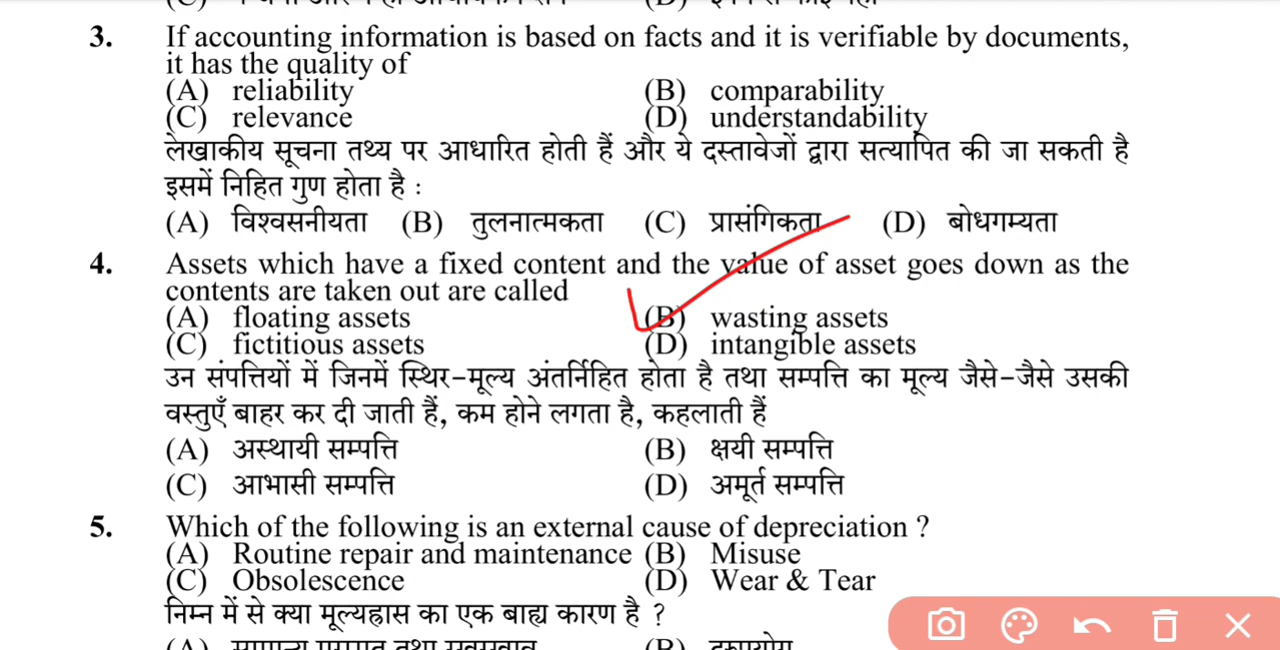 3. If accounting information is based on facts and it is verifiable by documents,
it has the quality of
(A) reliability (B) comparability
(C) relevance (D) understandability
लेखाकीय सूचना तथ्य पर आधारित होती हैं और ये दस्तावेजों द्वारा सत्यापित की जा सकती है
इसमें निहित गुण होता है :
(A) विश्वसनीयता (B) तुलनात्मकता (C) प्रासंगिकता (D) बोधगम्यता
4. Assets which have a fixed content and the value of asset goes down as the
contents are taken out are called
(A) floating assets (B) wasting assets
(C) fictitious assets (D) intangible assets
उन संपत्तियों में जिनमें स्थिर-मूल्य अंतर्निहित होता है तथा सम्पत्ति का मूल्य जैसे-जैसे उसकी
वस्तुएँ बाहर कर दी जाती हैं, कम होने लगता है, कहलाती हैं
(A) अस्थायी सम्पत्ति (B) क्षयी सम्पत्ति
(C) आभासी सम्पत्ति (D) अमूर्त सम्पत्ति
5. Which of the following is an external cause of depreciation ?
(A) Routine repair and maintenance (B) Misuse
(C) Obsolescence (D) Wear & Tear
निम्न में से क्या मूल्यह्रास का एक बाह्य कारण है ?